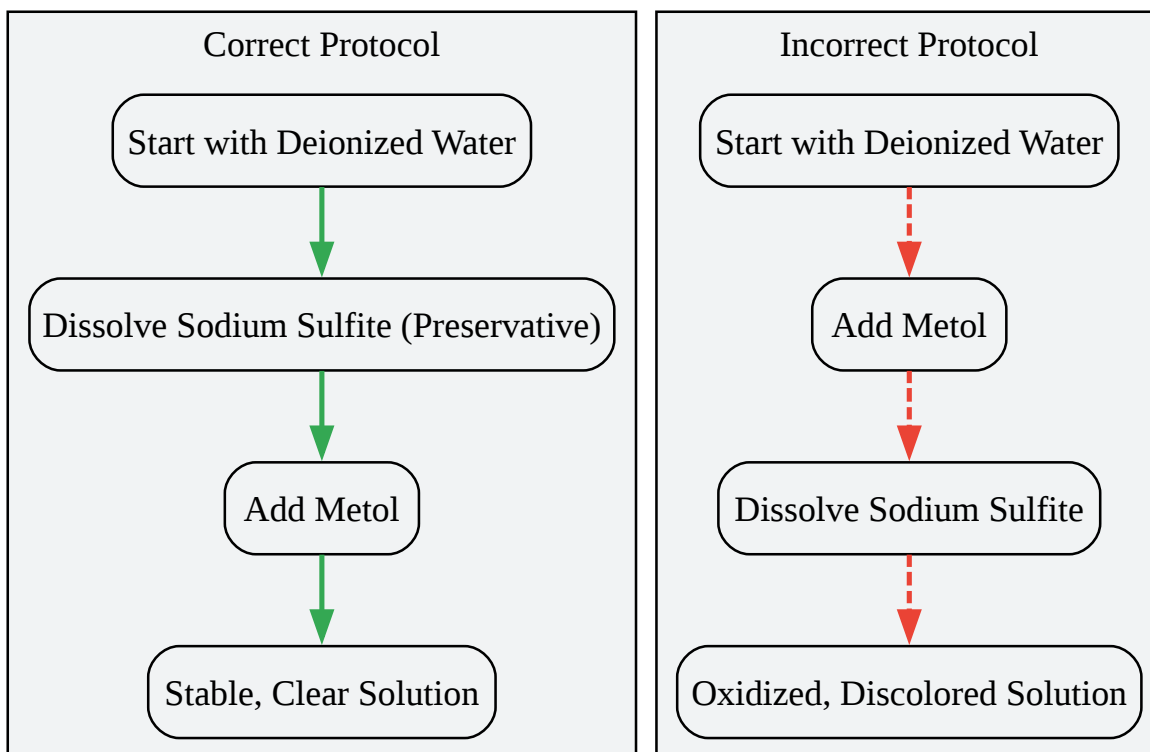 Correct Protocol
Start with Deionized Water
Dissolve Sodium Sulfite (Preservative)
Add Metol
Stable, Clear Solution
Incorrect Protocol
Start with Deionized Water
Add Metol
Dissolve Sodium Sulfite
Oxidized, Discolored Solution